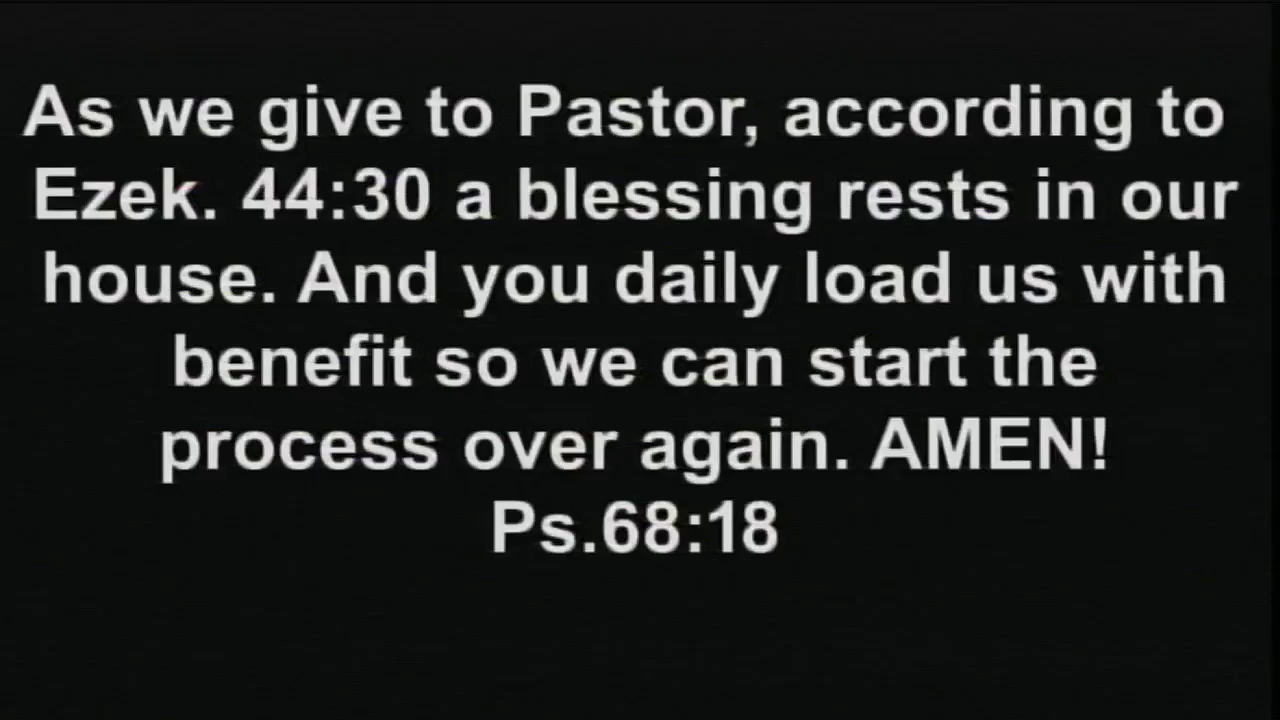 As we give to Pastor, according to
Ezek. 44:30 a blessing rests in our
house. And you daily load us with
benefit so we can start the
process over again. AMEN!
Ps.68:18